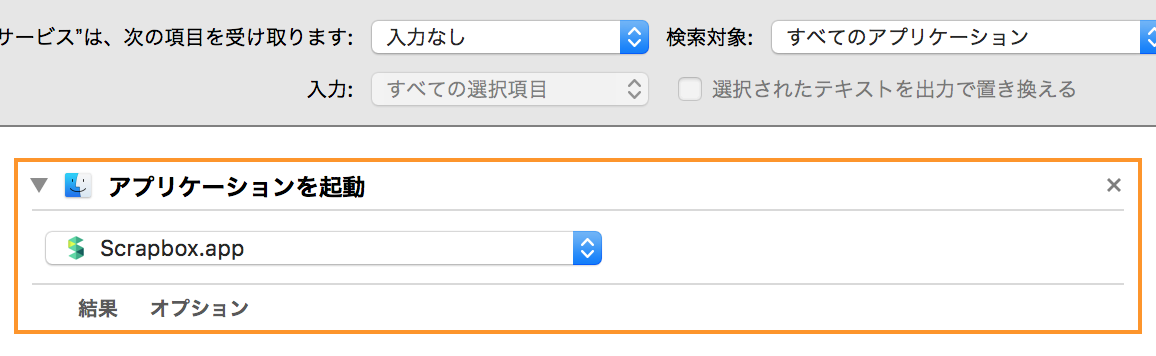 サービス”は、次の項目を受け取ります: 入力なし 検索対象: すべてのアプリケーション
入力: すべての選択項目 選択されたテキストを出力で置き換える
アプリケーションを起動
Scrapbox.app
結果 オプション